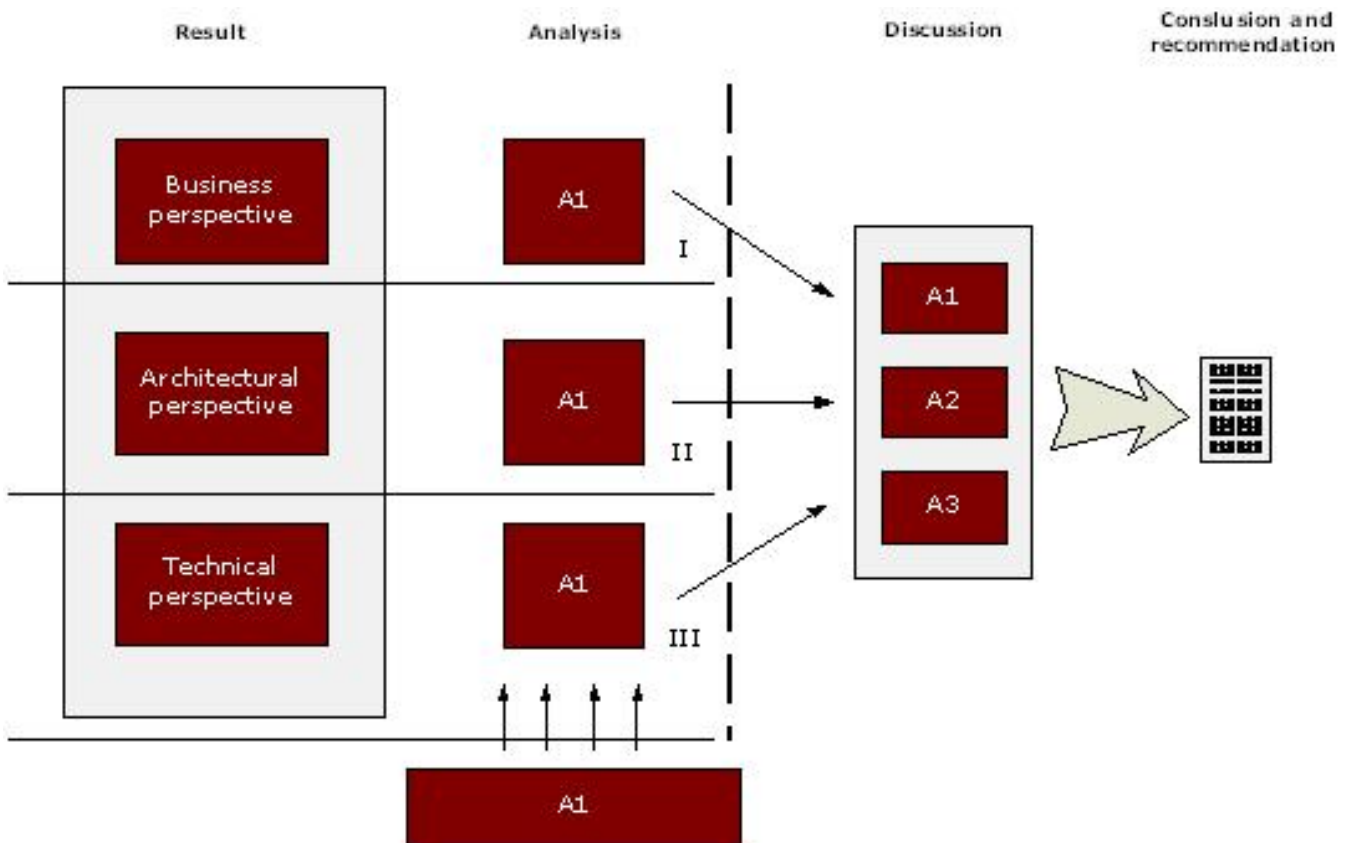 Result
Analysis
Discussion
Conslusion and
recommendation
Business
perspective
A1
I
Architectural
perspective
A1
II
Technical
perspective
A1
III
A1
A2
A3
A1